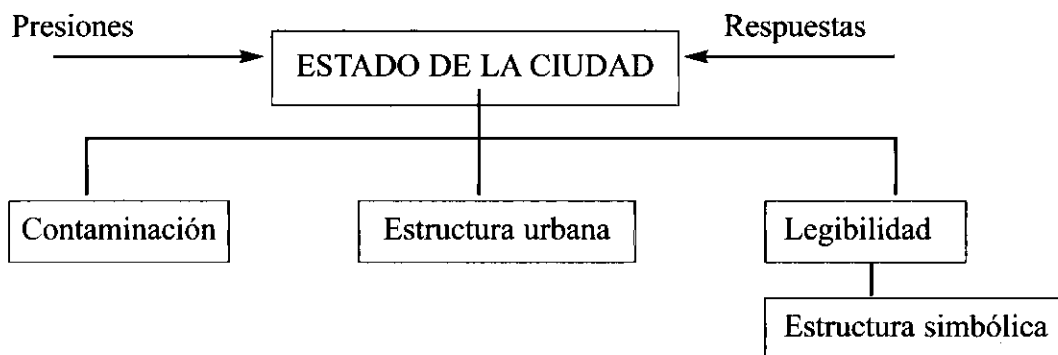 Presiones
Respuestas
ESTADO DE LA CIUDAD
Contaminación
Estructura urbana
Legibilidad
Estructura simbólica